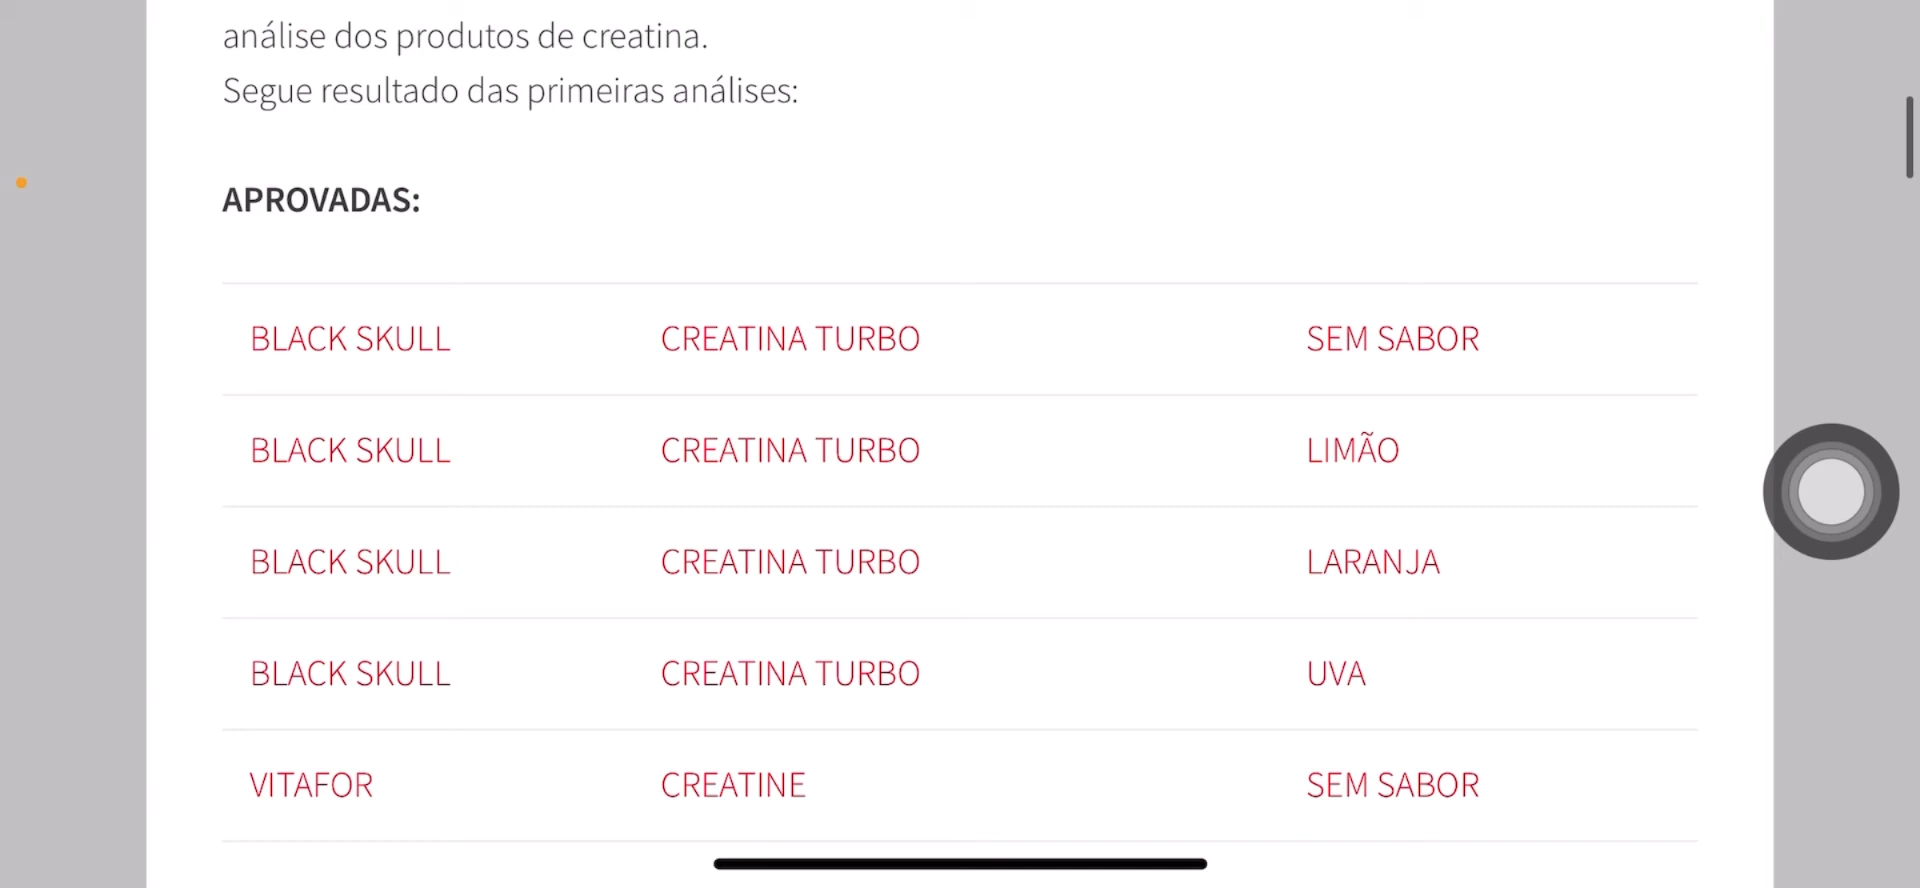 análise dos produtos de creatina.
Segue resultado das primeiras análises:
APROVADAS:
BLACK SKULL CREATINA TURBO SEM SABOR
BLACK SKULL CREATINA TURBO LIMÃO
BLACK SKULL CREATINA TURBO LARANJA
BLACK SKULL CREATINA TURBO UVA
VITAFOR CREATINE SEM SABOR